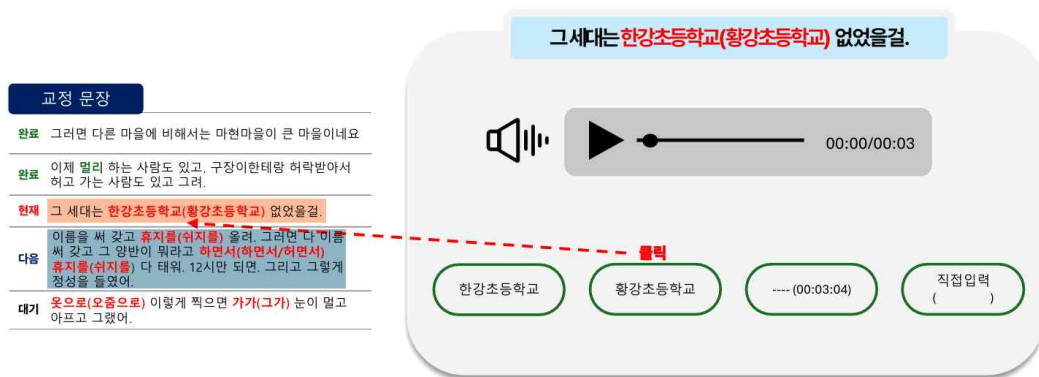 그 세대는 한강초등학교(황강초등학교) 없었을걸.
교정 문장
완료 그러면 다른 마을에 비해서는 마현마을이 큰 마을이네요
완료 이제 멀리 하는 사람도 있고, 구장이한테랑 허락받아서
허고 가는 사람도 있고 그려.
현재 그 세대는 한강초등학교(황강초등학교) 없었을걸.
다음 이름을 써 갖고 휴지를(쉬지를) 올려. 그러면 다 이름
써 갖고 그 양반이 뭐라고 하면서(하면서/허면서)
휴지를(쉬지를) 다 태워. 12시만 되면. 그리고 그렇게
정성을 들였어.
대기 옷으로(오줌으로) 이렇게 찍으면 가가(그가) 눈이 멀고
아프고 그랬어.
00:00/00:03
클릭
한강초등학교
황강초등학교
---- (00:03:04)
직접입력
( )